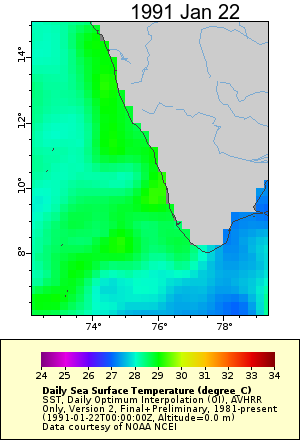 1991 Jan 22
14°
12°
10°
8°
74° 76° 78°
24 25 26 27 28 29 30 31 32 33 34
Daily Sea Surface Temperature (degree_C)
SST, Daily Optimum Interpolation (OI), AVHRR
Only, Version 2, Final+Preliminary, 1981-present
(1991-01-22T00:00:00Z, Altitude=0.0 m)
Data courtesy of NOAA NCEI